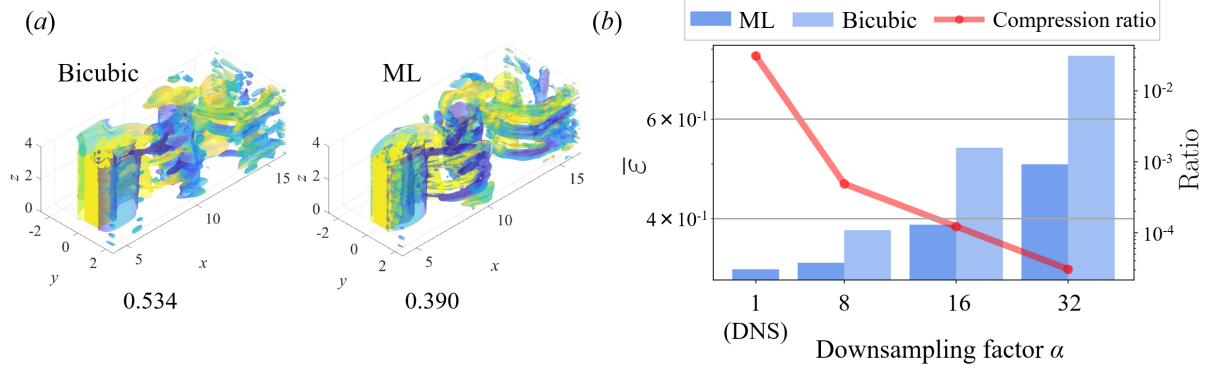 (a)
Bicubic
ML
4
2
0
z
-2
0
2
y
5
10
15
x
0.534
4
2
0
z
-2
0
2
y
5
10
15
x
0.390
(b)
ML Bicubic Compression ratio
6 × 10⁻¹
4 × 10⁻¹
ε̅
10⁻²
10⁻³
10⁻⁴
Ratio
1 8 16 32
(DNS)
Downsampling factor α